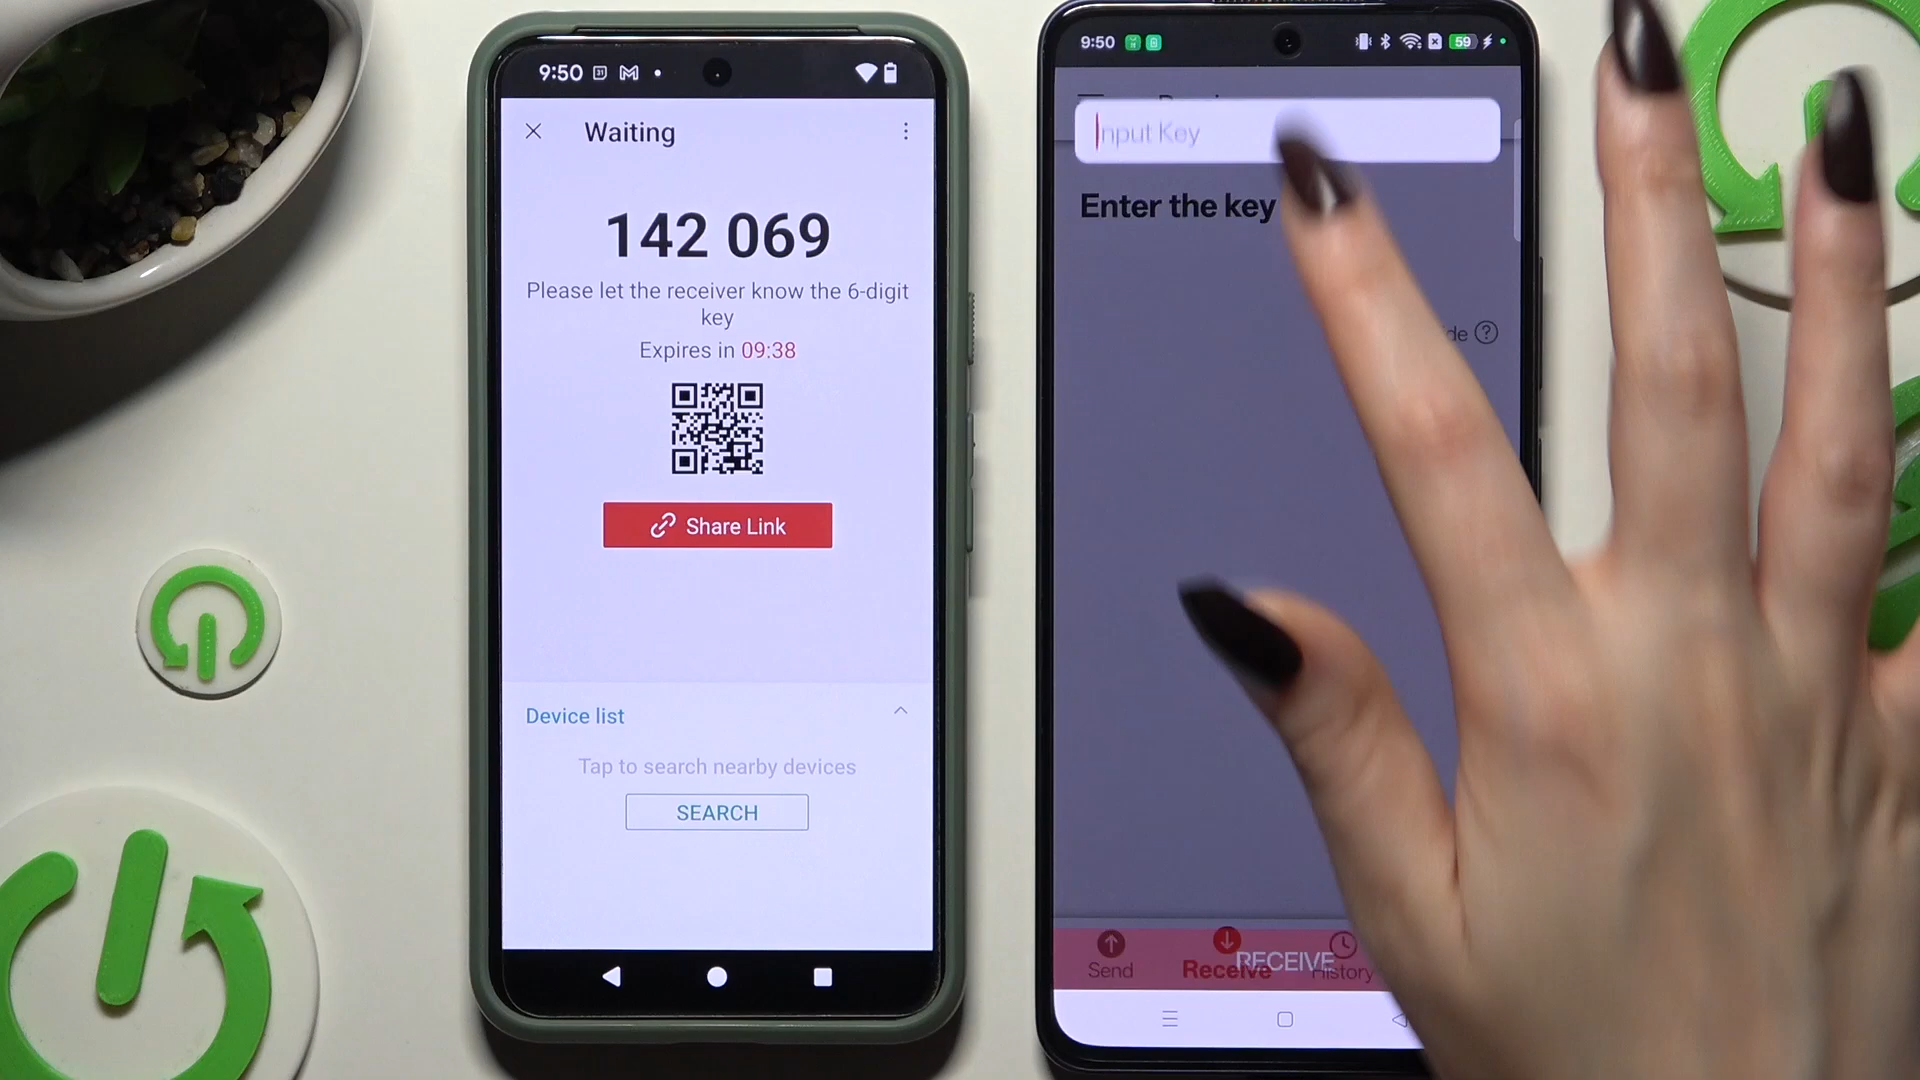 9:50
Waiting
142 069
Please let the receiver know the 6-digit
key
Expires in 09:38
Share Link
Device list
Tap to search nearby devices
SEARCH
9:50
59
Input Key
Enter the key
Send
Receive
RECEIVE
History